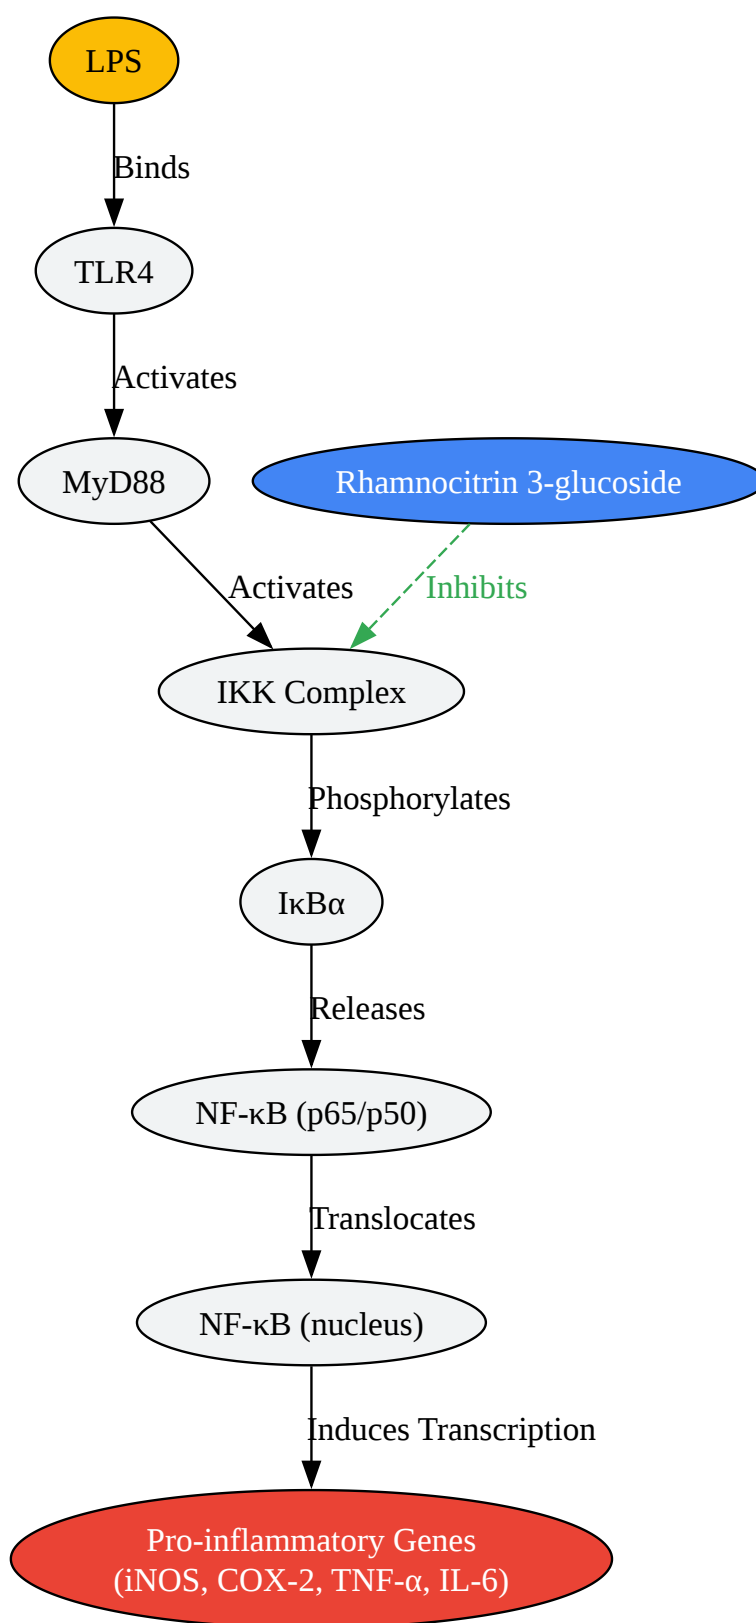 LPS
Binds
TLR4
Activates
MyD88
Rhamnocitrin 3-glucoside
Activates
Inhibits
IKK Complex
Phosphorylates
IκBα
Releases
NF-κB (p65/p50)
Translocates
NF-κB (nucleus)
Induces Transcription
Pro-inflammatory Genes
(iNOS, COX-2, TNF-α, IL-6)